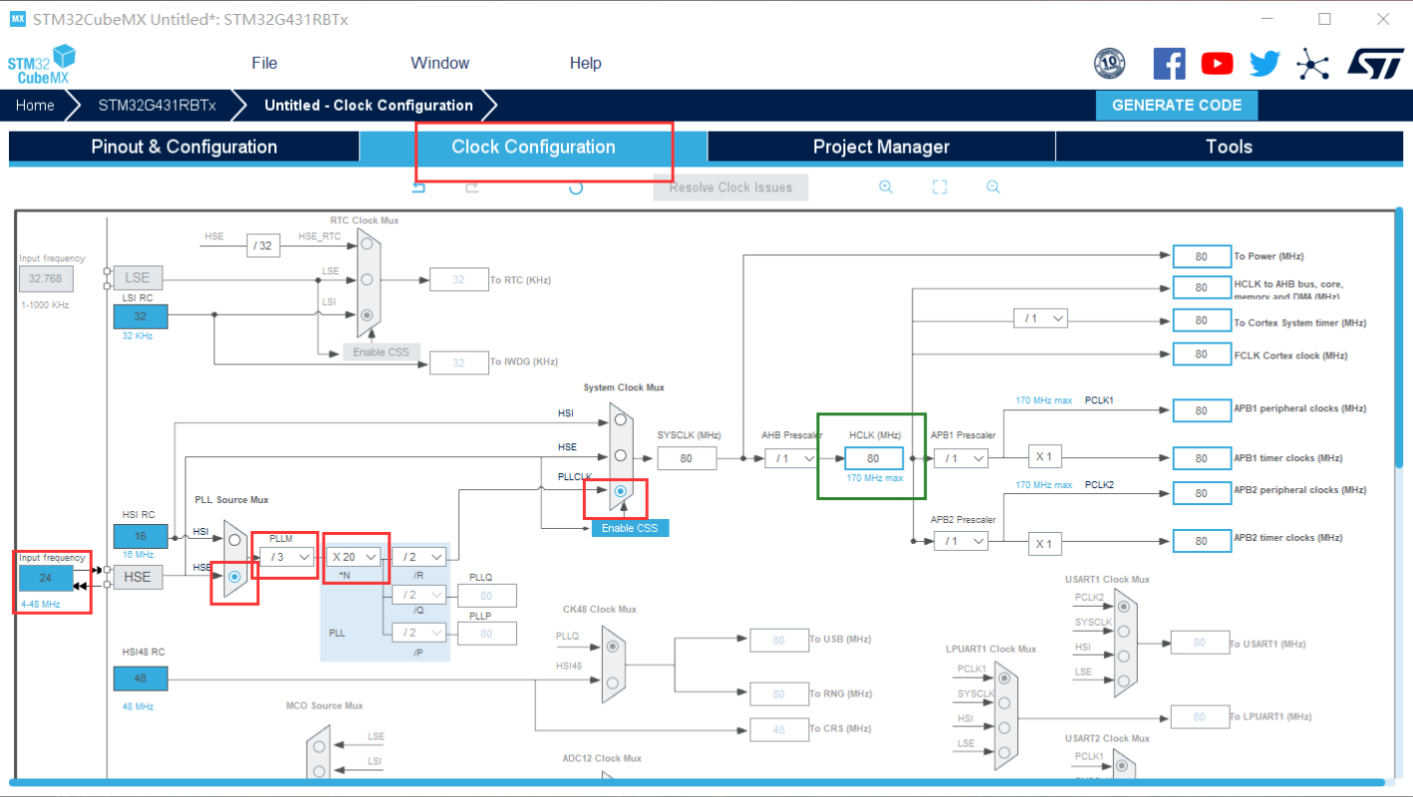 MX STM32CubeMX Untitled*: STM32G431RBTx
STM32
CubeMX
File Window Help
10
Home STM32G431RBTx Untitled - Clock Configuration GENERATE CODE
Pinout & Configuration Clock Configuration Project Manager Tools
Resolve Clock Issues
RTC Clock Mux
HSE / 32 HSE_RTC
Input frequency
32.768
1-1000 KHz
LSE
LSE
32 To RTC (KHz)
LSI RC
32
32 KHz
LSI
Enable CSS
32 To IWDG (KHz)
80 To Power (MHz)
80 HCLK to AHB bus, core,
memory and DMA (MHz)
/ 1 80 To Cortex System timer (MHz)
80 FCLK Cortex clock (MHz)
System Clock Mux
HSI
HSE
PLLCLK
Enable CSS
SYSCLK (MHz)
80
AHB Prescaler
/ 1
HCLK (MHz)
80
170 MHz max
APB1 Prescaler
/ 1
170 MHz max PCLK1
80 APB1 peripheral clocks (MHz)
X 1 80 APB1 timer clocks (MHz)
170 MHz max PCLK2
80 APB2 peripheral clocks (MHz)
APB2 Prescaler
/ 1
X 1 80 APB2 timer clocks (MHz)
PLL Source Mux
HSI RC
16
16 MHz
HSI
Input frequency
24
4-48 MHz
HSE
HSE
PLLM
/ 3
X 20
*N
/ 2
/R
/ 2
/Q
/ 2
/P
PLL
PLLQ
80
PLLP
80
HSI48 RC
48
48 MHz
CK48 Clock Mux
PLLQ
HSI48
80 To USB (MHz)
80 To RNG (MHz)
48 To CRS (MHz)
USART1 Clock Mux
PCLK2
SYSCLK
HSI
LSE
80 To USART1 (MHz)
LPUART1 Clock Mux
PCLK1
SYSCLK
HSI
LSE
80 To LPUART1 (MHz)
USART2 Clock Mux
PCLK1
MCO Source Mux
LSE
LSI
ADC12 Clock Mux